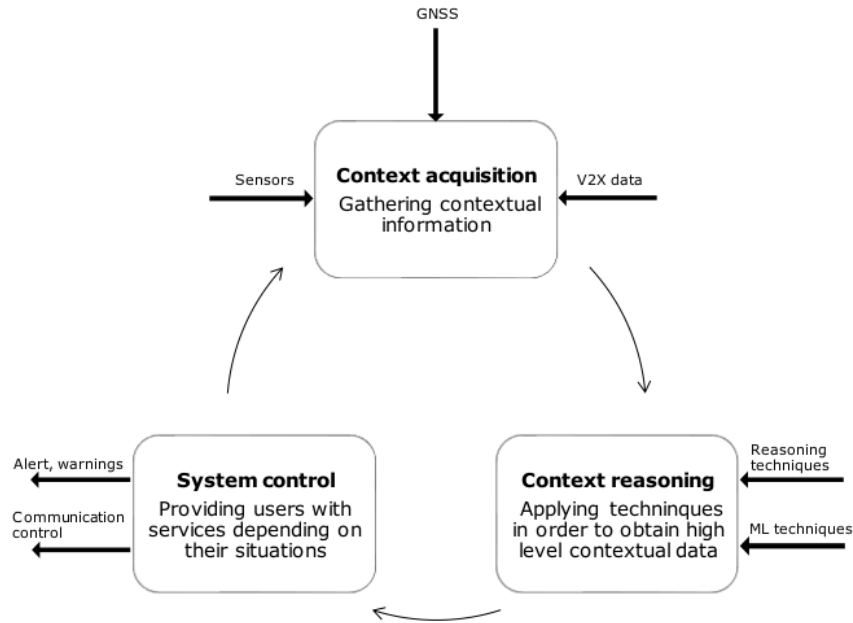 GNSS
Sensors
Context acquisition
Gathering contextual
information
V2X data
Alert, warnings
Communication
control
System control
Providing users with
services depending on
their situations
Context reasoning
Applying techninques
in order to obtain high
level contextual data
Reasoning
techniques
ML techniques